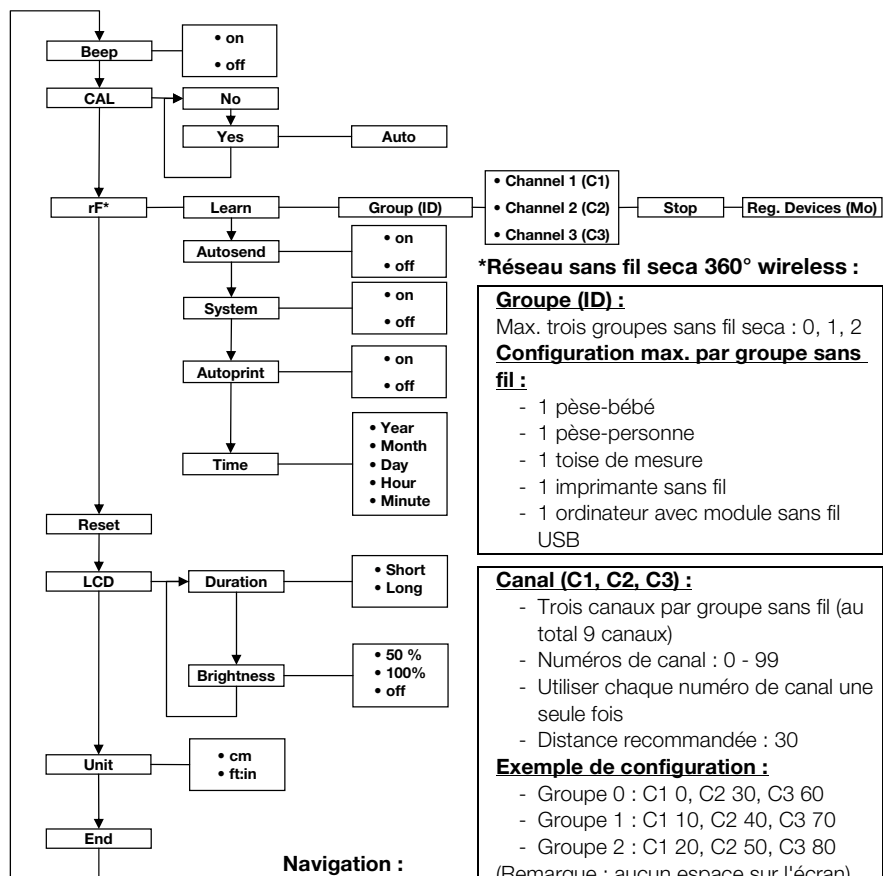 Beep
• on
• off
CAL
No
Yes
Auto
rF*
Learn
Group (ID)
• Channel 1 (C1)
• Channel 2 (C2)
• Channel 3 (C3)
Stop
Reg. Devices (Mo)
Autosend
• on
• off
System
• on
• off
Autoprint
• on
• off
Time
• Year
• Month
• Day
• Hour
• Minute
Reset
LCD
Duration
• Short
• Long
Brightness
• 50 %
• 100%
• off
Unit
• cm
• ft:in
End
Navigation :
*Réseau sans fil seca 360° wireless :
Groupe (ID) :
Max. trois groupes sans fil seca : 0, 1, 2
Configuration max. par groupe sans
fil :
- 1 pèse-bébé
- 1 pèse-personne
- 1 toise de mesure
- 1 imprimante sans fil
- 1 ordinateur avec module sans fil
USB
Canal (C1, C2, C3) :
- Trois canaux par groupe sans fil (au
total 9 canaux)
- Numéros de canal : 0 - 99
- Utiliser chaque numéro de canal une
seule fois
- Distance recommandée : 30
Exemple de configuration :
- Groupe 0 : C1 0, C2 30, C3 60
- Groupe 1 : C1 10, C2 40, C3 70
- Groupe 2 : C1 20, C2 50, C3 80
(Remarque : aucun espace sur l'écran)